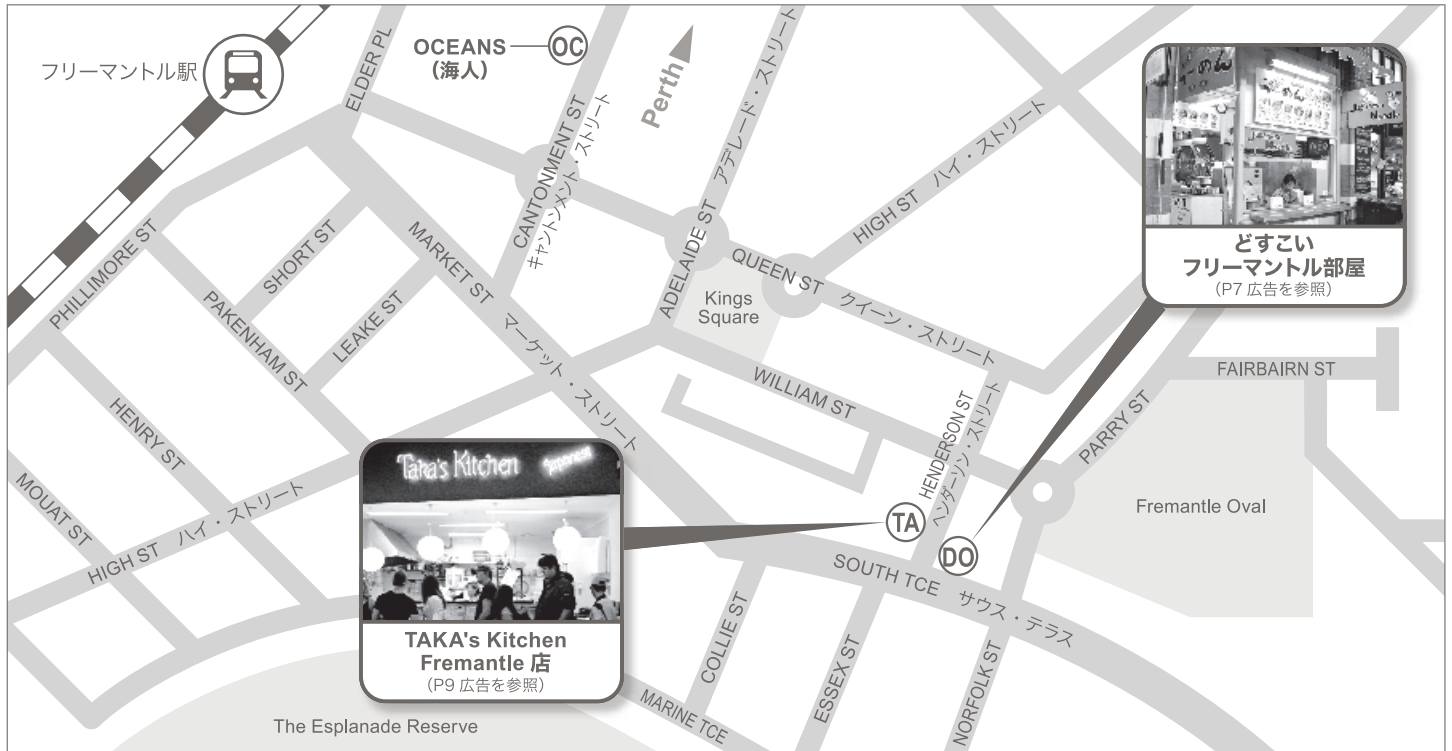 フリーマントル駅
ELDER PL
OCEANS
(海人)
OC
Perth
CANTONMENT ST
キャントンメント・ストリート
ADELAIDE ST アデレード・ストリート
HIGH ST ハイ・ストリート
どすこい
フリーマントル部屋
(P7 広告を参照)
PHILLIMORE ST
SHORT ST
PAKENHAM ST
LEAKE ST
MARKET ST マーケット・ストリート
Kings
Square
QUEEN ST クイーン・ストリート
WILLIAM ST
HENDERSON ST
ヘンダーソン・ストリート
PARRY ST
FAIRBAIRN ST
Fremantle Oval
HENRY ST
MOUAT ST
HIGH ST ハイ・ストリート
Taka's Kitchen
Japanese
TAKA's Kitchen
Fremantle 店
(P9 広告を参照)
TA
DO
SOUTH TCE サウス・テラス
COLLIE ST
ESSEX ST
NORFOLK ST
MARINE TCE
The Esplanade Reserve